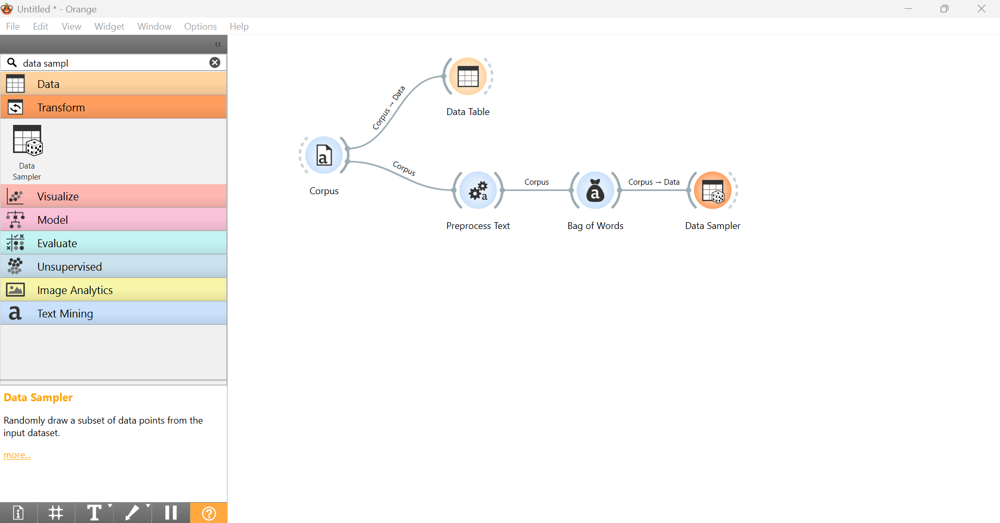 Untitled * - Orange
File Edit View Widget Window Options Help
«
data sampl
Data
Transform
Data
Sampler
Visualize
Model
Evaluate
Unsupervised
Image Analytics
a Text Mining
Data Sampler
Randomly draw a subset of data points from the
input dataset.
more...
Corpus → Data
Data Table
a
Corpus
Corpus
a
Preprocess Text
Corpus
a
Bag of Words
Corpus → Data
Data Sampler
i # T ?